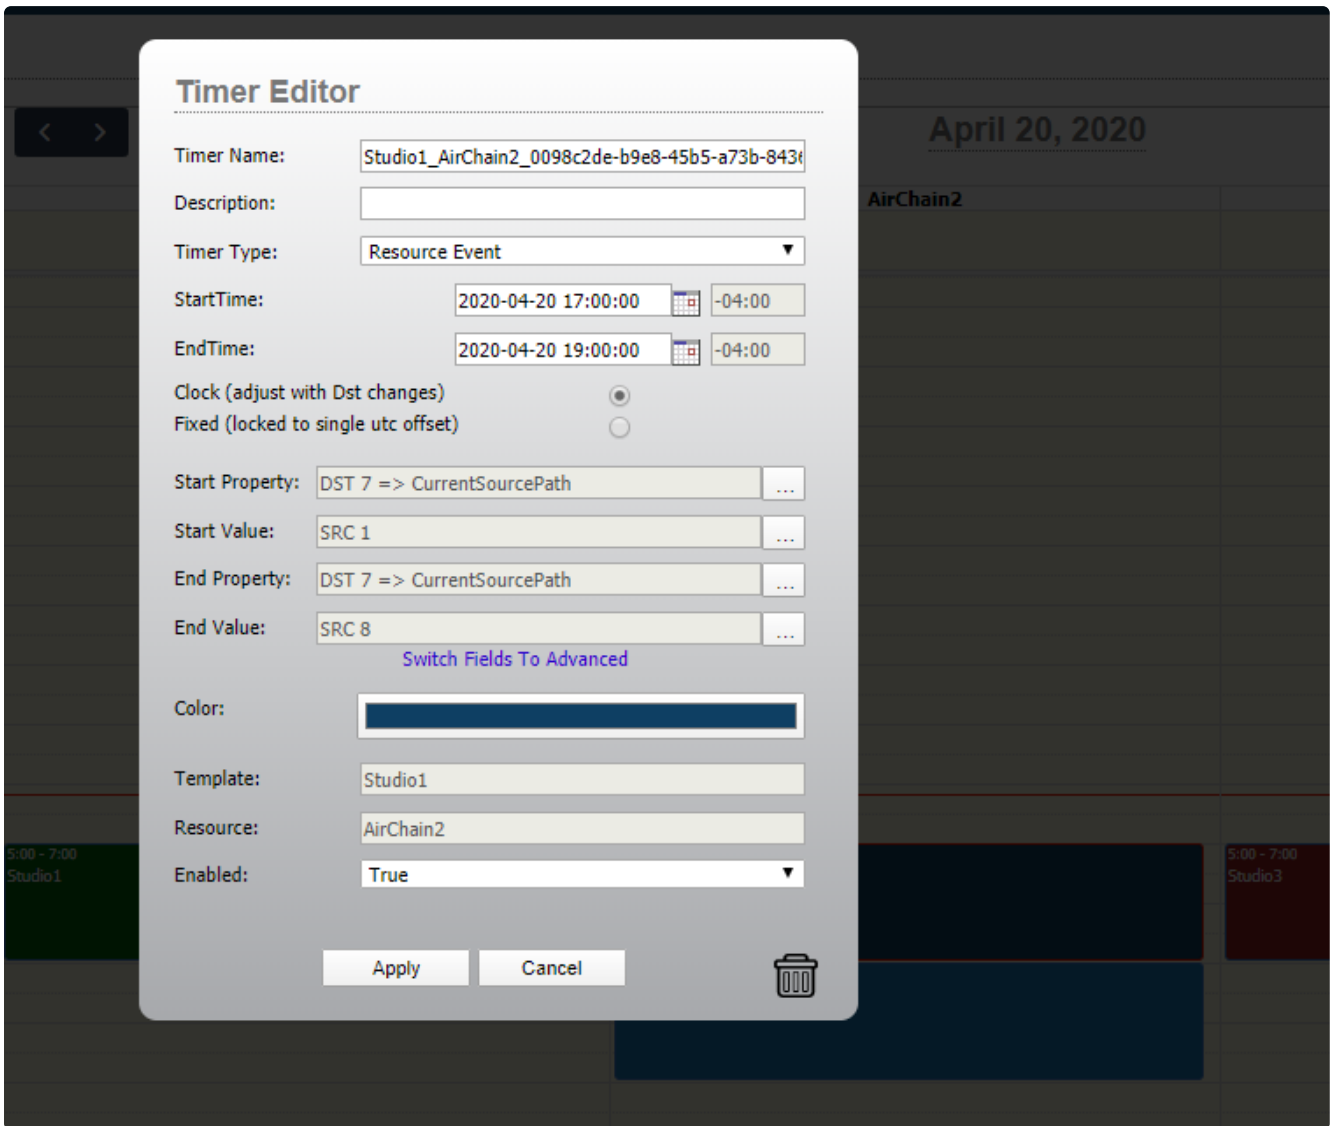 Timer Editor
April 20, 2020
Timer Name: Studio1_AirChain2_0098c2de-b9e8-45b5-a73b-843
Description:
AirChain2
Timer Type: Resource Event
StartTime: 2020-04-20 17:00:00 -04:00
EndTime: 2020-04-20 19:00:00 -04:00
Clock (adjust with Dst changes)
Fixed (locked to single utc offset)
Start Property: DST 7 => CurrentSourcePath ...
Start Value: SRC 1 ...
End Property: DST 7 => CurrentSourcePath ...
End Value: SRC 8 ...
Switch Fields To Advanced
Color:
Template: Studio1
Resource: AirChain2
Enabled: True
5:00 - 7:00
Studio1
5:00 - 7:00
Studio3
Apply Cancel